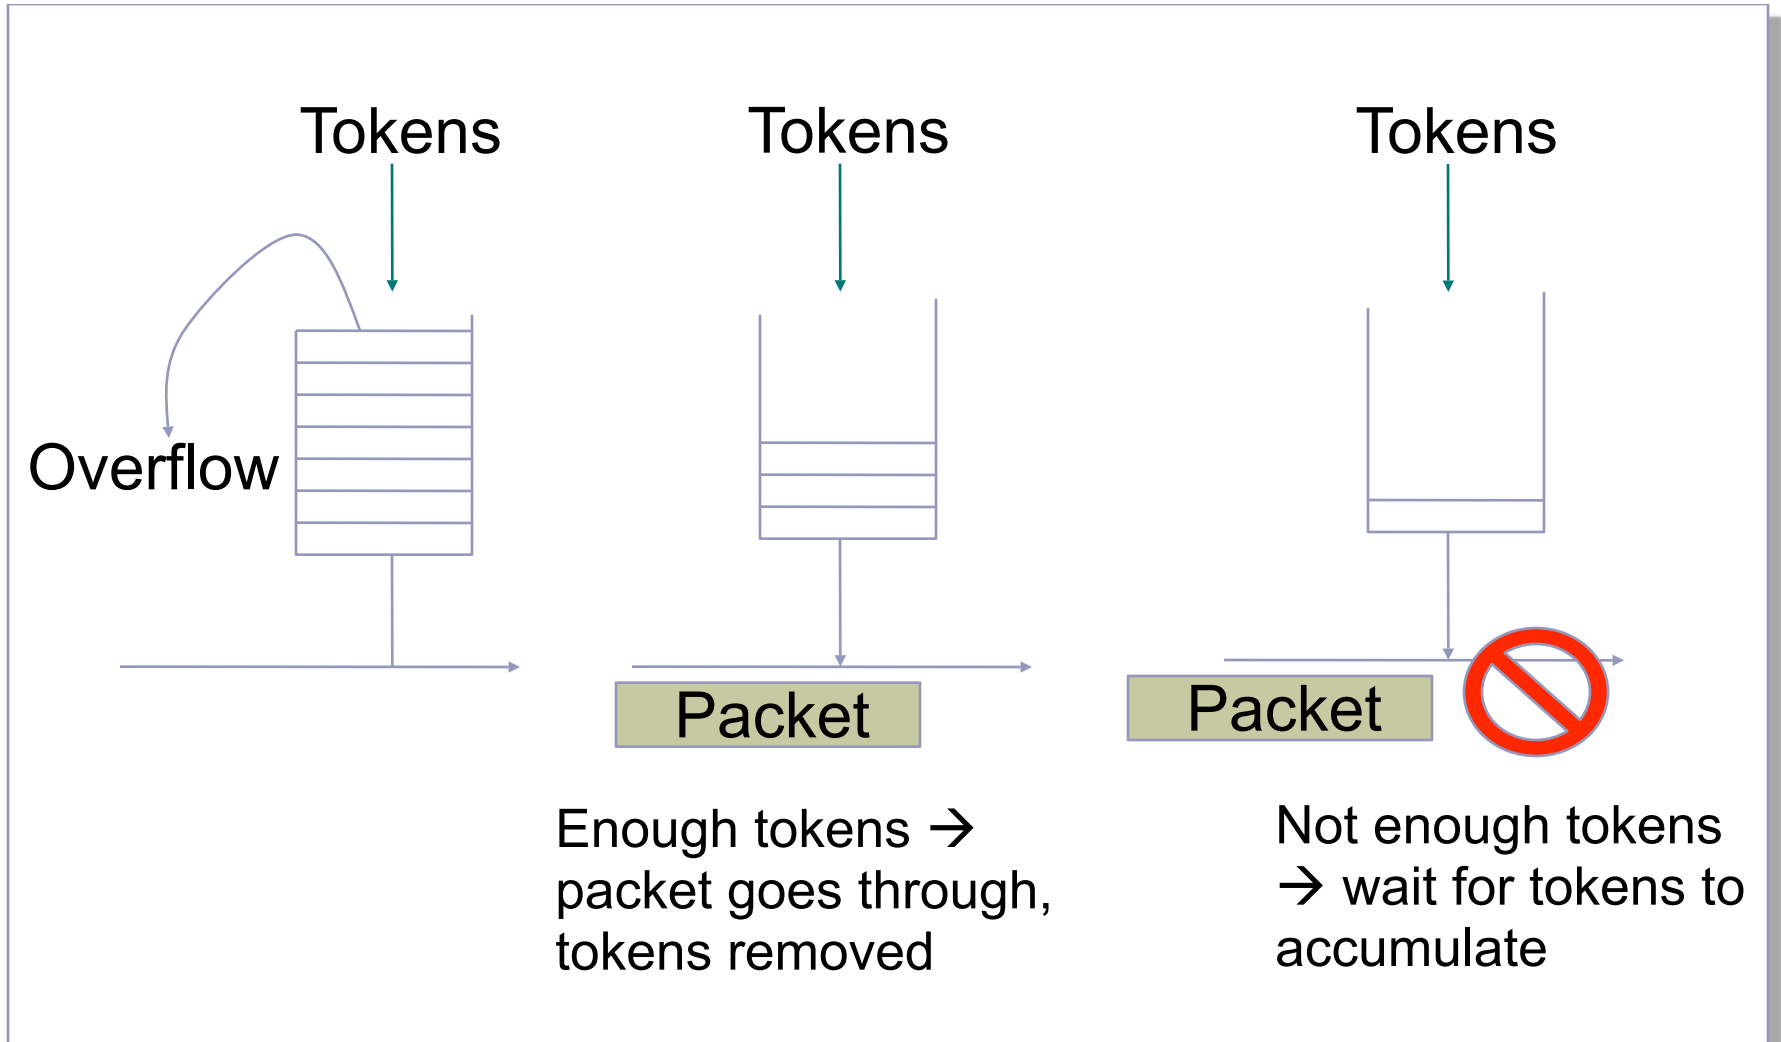 Tokens
Tokens
Tokens
Overflow
Packet
Packet
Enough tokens →
packet goes through,
tokens removed
Not enough tokens
→ wait for tokens to
accumulate